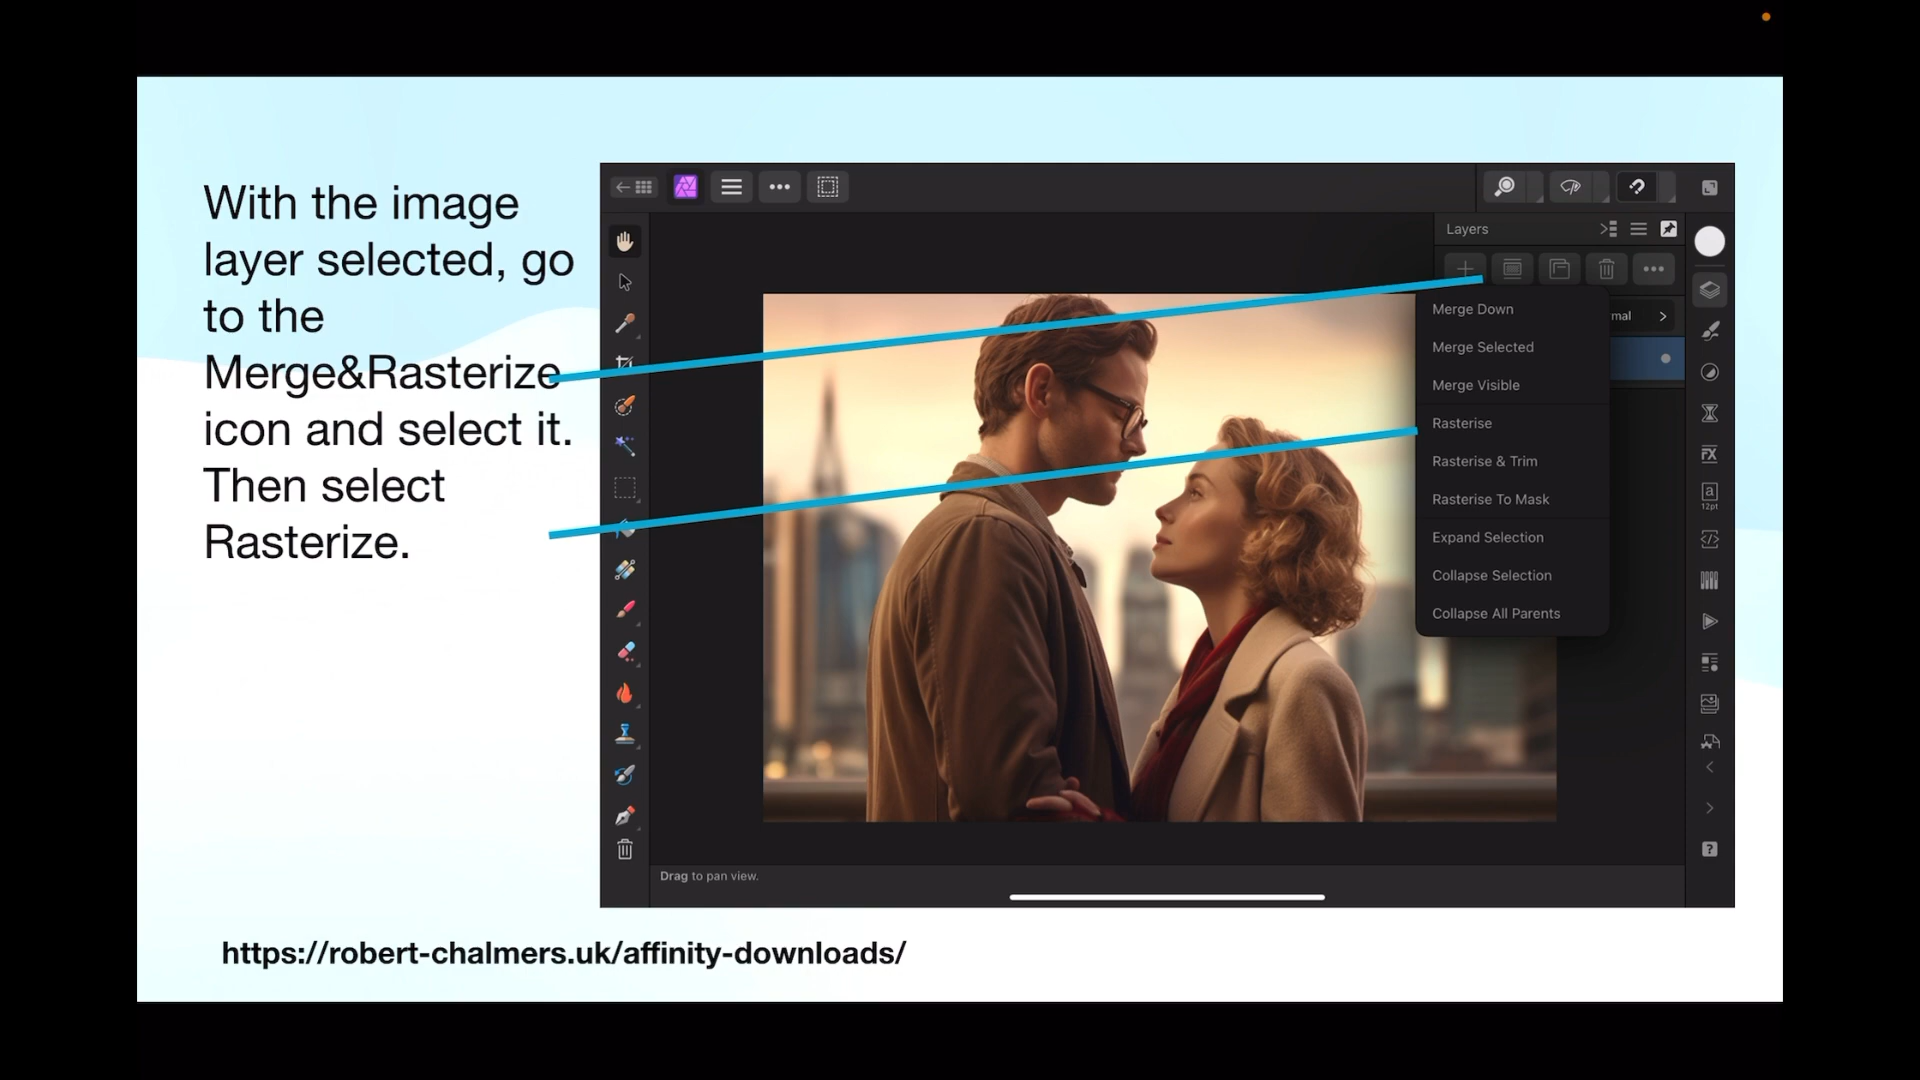 With the image
layer selected, go
to the
Merge&Rasterize
icon and select it.
Then select
Rasterize.
Layers
Merge Down
mal
Merge Selected
Merge Visible
Rasterise
Rasterise & Trim
Rasterise To Mask
Expand Selection
Collapse Selection
Collapse All Parents
FX
a
12pt
?
Drag to pan view.
https://robert-chalmers.uk/affinity-downloads/